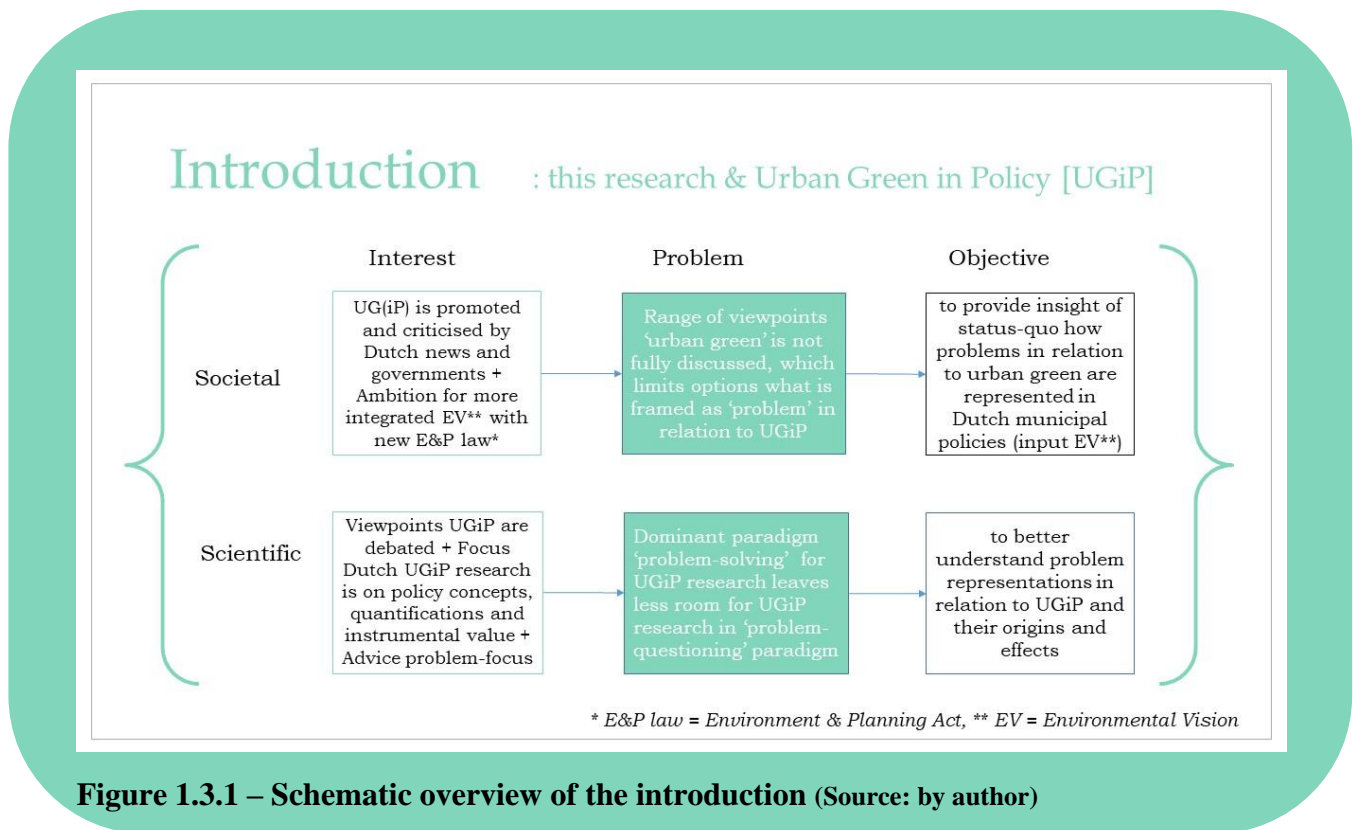 Introduction : this research & Urban Green in Policy [UGiP]
Interest
Problem
Objective
Societal
UG(iP) is promoted
and criticised by
Dutch news and
governments +
Ambition for more
integrated EV** with
new E&P law*
Range of viewpoints
‘urban green’ is not
fully discussed, which
limits options what is
framed as ‘problem’ in
relation to UGiP
to provide insight of
status-quo how
problems in relation
to urban green are
represented in
Dutch municipal
policies (input EV**)
Scientific
Viewpoints UGiP are
debated + Focus
Dutch UGiP research
is on policy concepts,
quantifications and
instrumental value +
Advice problem-focus
Dominant paradigm
‘problem-solving’ for
UGiP research leaves
less room for UGiP
research in ‘problem-
questioning’ paradigm
to better
understand problem
representations in
relation to UGiP and
their origins and
effects
* E&P law = Environment & Planning Act, ** EV = Environmental Vision
Figure 1.3.1 – Schematic overview of the introduction (Source: by author)